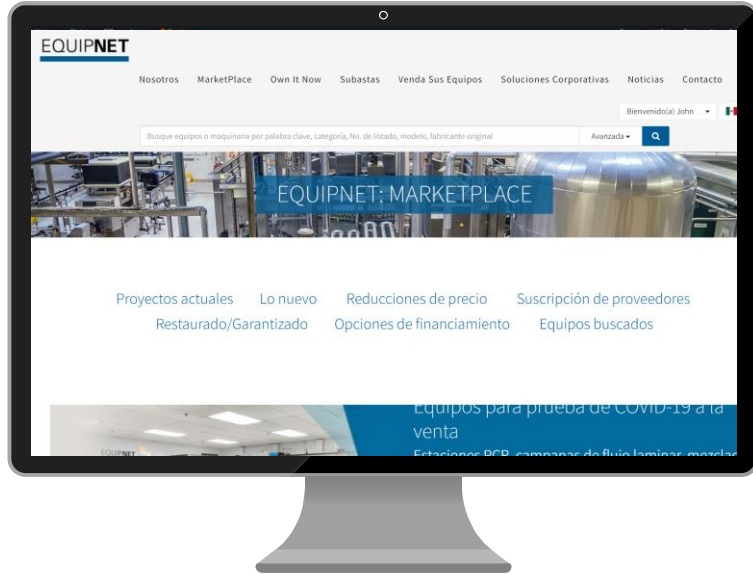 EQUIPNET
Nosotros MarketPlace Own It Now Subastas Venda Sus Equipos Soluciones Corporativas Noticias Contacto
Bienvenido(a) John
Busque equipos o maquinaria por palabra clave, categoría, No. de listado, modelo, fabricante original Avanzada
EQUIPNET: MARKETPLACE
Proyectos actuales Lo nuevo Reducciones de precio Suscripción de proveedores
Restaurado/Garantizado Opciones de financiamiento Equipos buscados
Equipos para prueba de COVID-19 a la
venta
Estaciones PCR, campanas de flujo laminar,
EQUIPNET